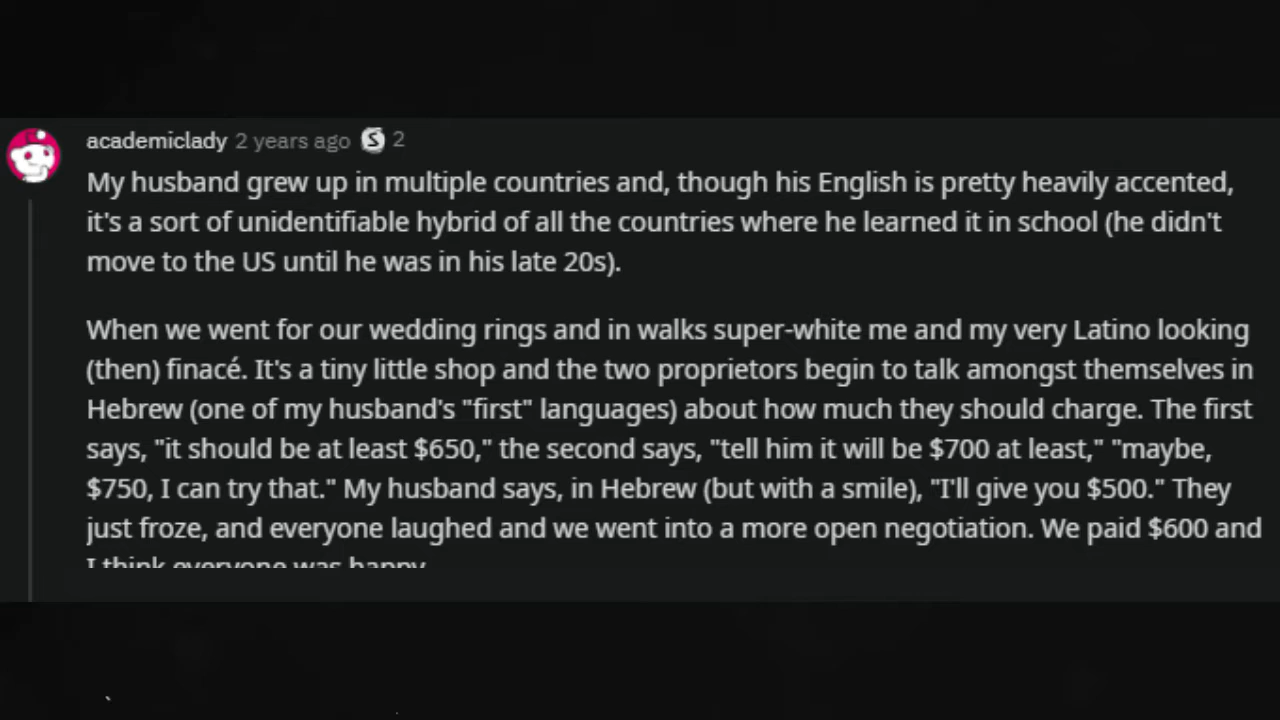 academiclady 2 years ago S 2
My husband grew up in multiple countries and, though his English is pretty heavily accented,
it's a sort of unidentifiable hybrid of all the countries where he learned it in school (he didn't
move to the US until he was in his late 20s).
When we went for our wedding rings and in walks super-white me and my very Latino looking
(then) finacé. It's a tiny little shop and the two proprietors begin to talk amongst themselves in
Hebrew (one of my husband's "first" languages) about how much they should charge. The first
says, "it should be at least $650," the second says, "tell him it will be $700 at least," "maybe,
$750, I can try that." My husband says, in Hebrew (but with a smile), "I'll give you $500." They
just froze, and everyone laughed and we went into a more open negotiation. We paid $600 and
I think everyone was happy